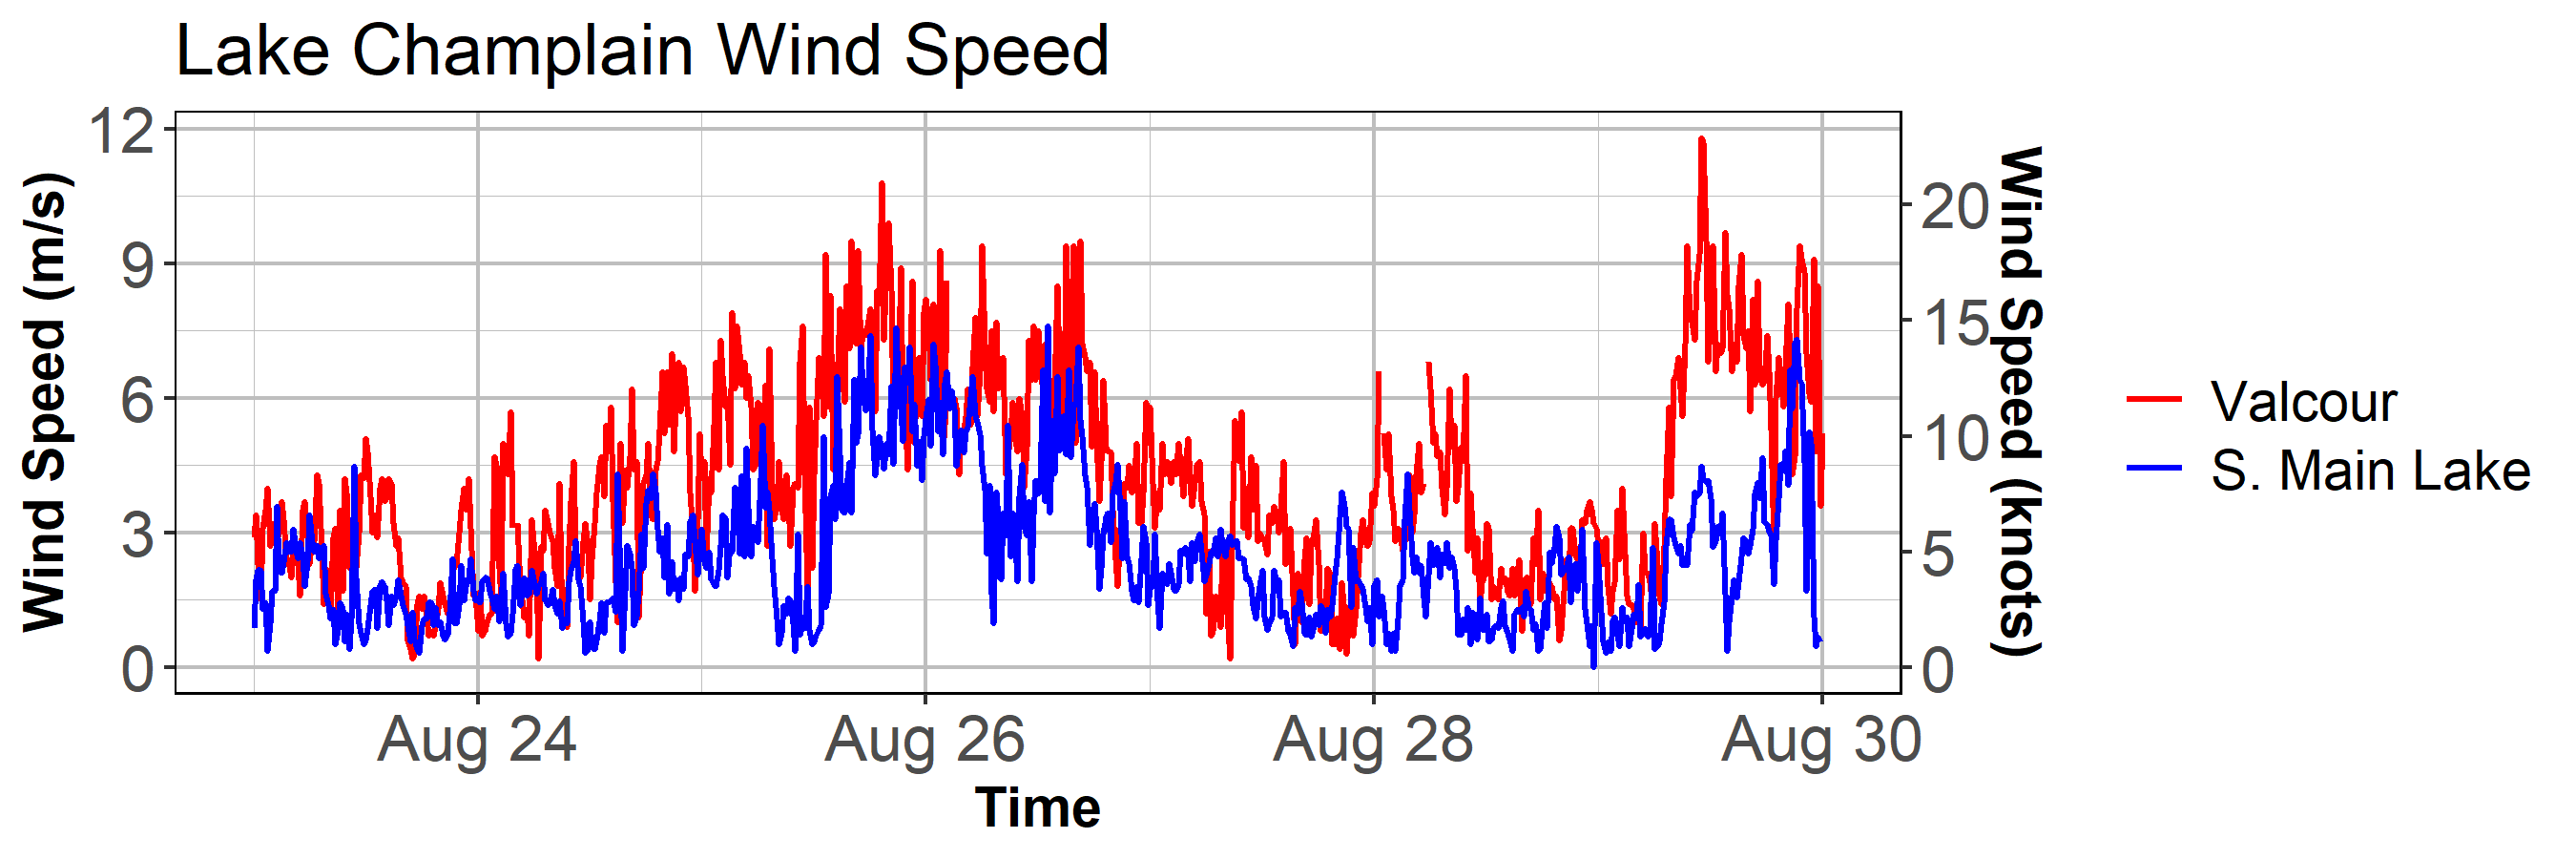 Lake Champlain Wind Speed
Wind Speed (m/s)
12
9
6
3
0
Wind Speed (knots)
20
15
10
5
0
Aug 24
Aug 26
Aug 28
Aug 30
Time
Valcour
S. Main Lake